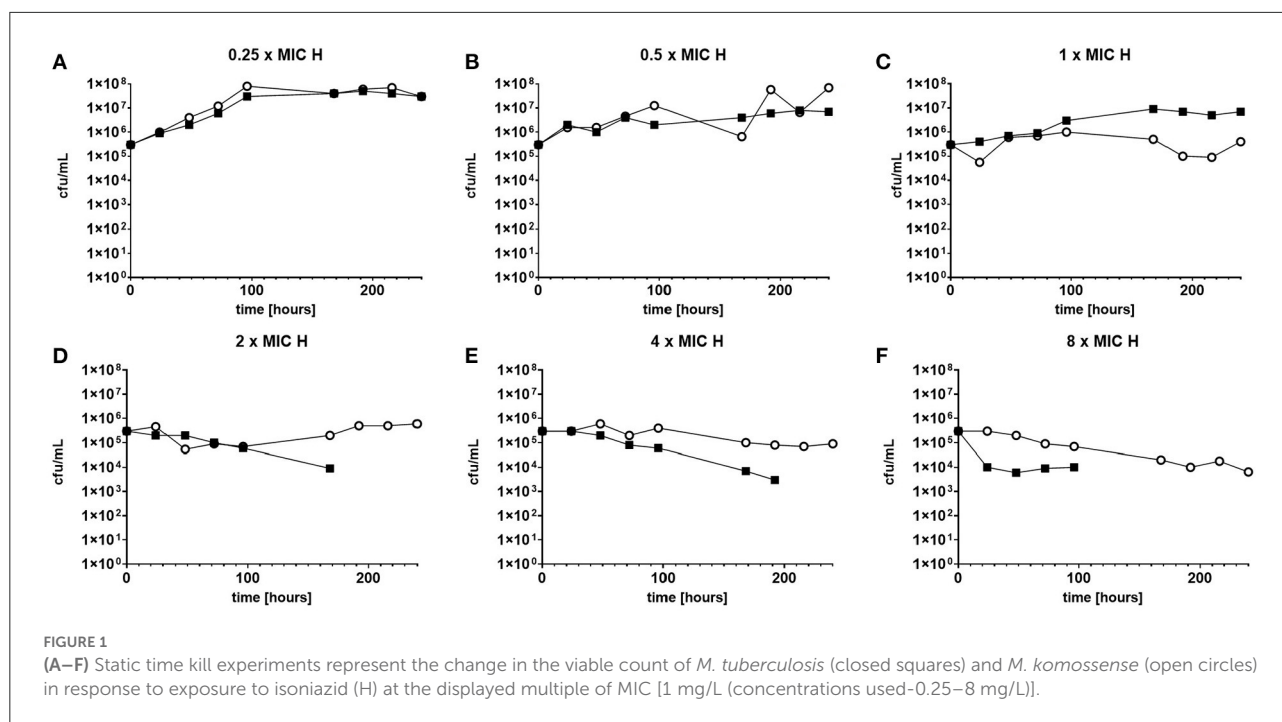 A
0.25 x MIC H
1×10⁸
1×10⁷
1×10⁶
1×10⁵
1×10⁴
1×10³
1×10²
1×10¹
1×10⁰
cfu/mL
0
100
200
time [hours]
B
0.5 x MIC H
1×10⁸
1×10⁷
1×10⁶
1×10⁵
1×10⁴
1×10³
1×10²
1×10¹
1×10⁰
cfu/mL
0
100
200
time [hours]
C
1 x MIC H
1×10⁸
1×10⁷
1×10⁶
1×10⁵
1×10⁴
1×10³
1×10²
1×10¹
1×10⁰
cfu/mL
0
100
200
time [hours]
D
2 x MIC H
1×10⁸
1×10⁷
1×10⁶
1×10⁵
1×10⁴
1×10³
1×10²
1×10¹
1×10⁰
cfu/mL
0
100
200
time [hours]
E
4 x MIC H
1×10⁸
1×10⁷
1×10⁶
1×10⁵
1×10⁴
1×10³
1×10²
1×10¹
1×10⁰
cfu/mL
0
100
200
time [hours]
F
8 x MIC H
1×10⁸
1×10⁷
1×10⁶
1×10⁵
1×10⁴
1×10³
1×10²
1×10¹
1×10⁰
cfu/mL
0
100
200
time [hours]
FIGURE 1
(A–F) Static time kill experiments represent the change in the viable count of M. tuberculosis (closed squares) and M. komossense (open circles)
in response to exposure to isoniazid (H) at the displayed multiple of MIC [1 mg/L (concentrations used-0.25–8 mg/L)].